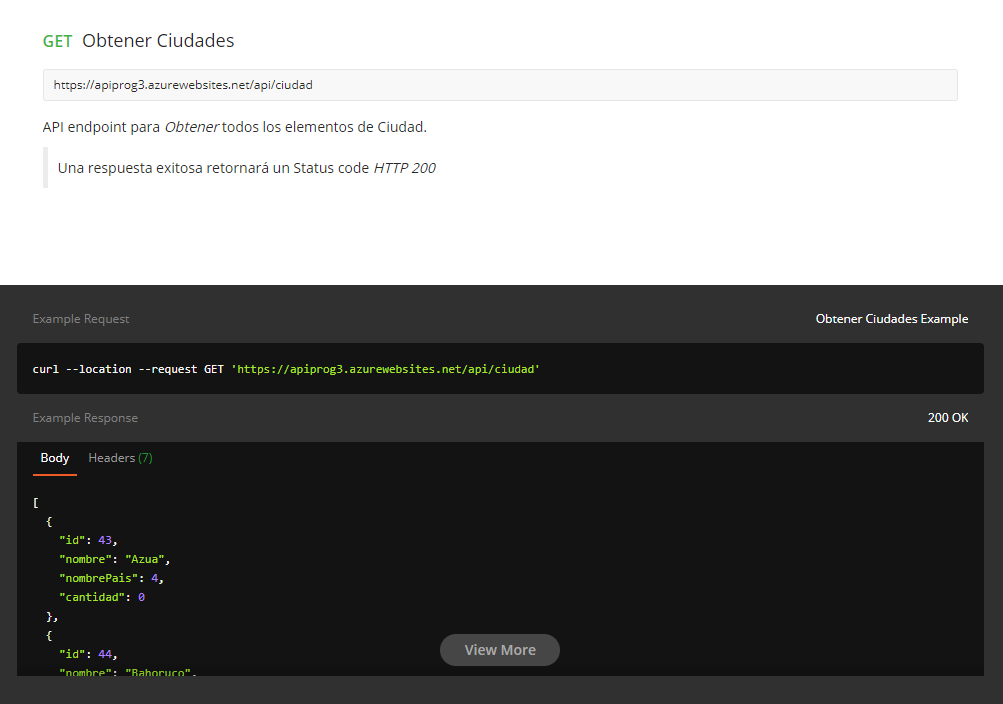 GET Obtener Ciudades
https://apiprog3.azurewebsites.net/api/ciudad
API endpoint para Obtener todos los elementos de Ciudad.
Una respuesta exitosa retornará un Status code HTTP 200
Example Request Obtener Ciudades Example
curl --location --request GET 'https://apiprog3.azurewebsites.net/api/ciudad'
Example Response 200 OK
Body Headers (7)
[
{
"id": 43,
"nombre": "Azua",
"nombrePais": 4,
"cantidad": 0
},
{
"id": 44,
"nombre": "Bahoruco",
View More